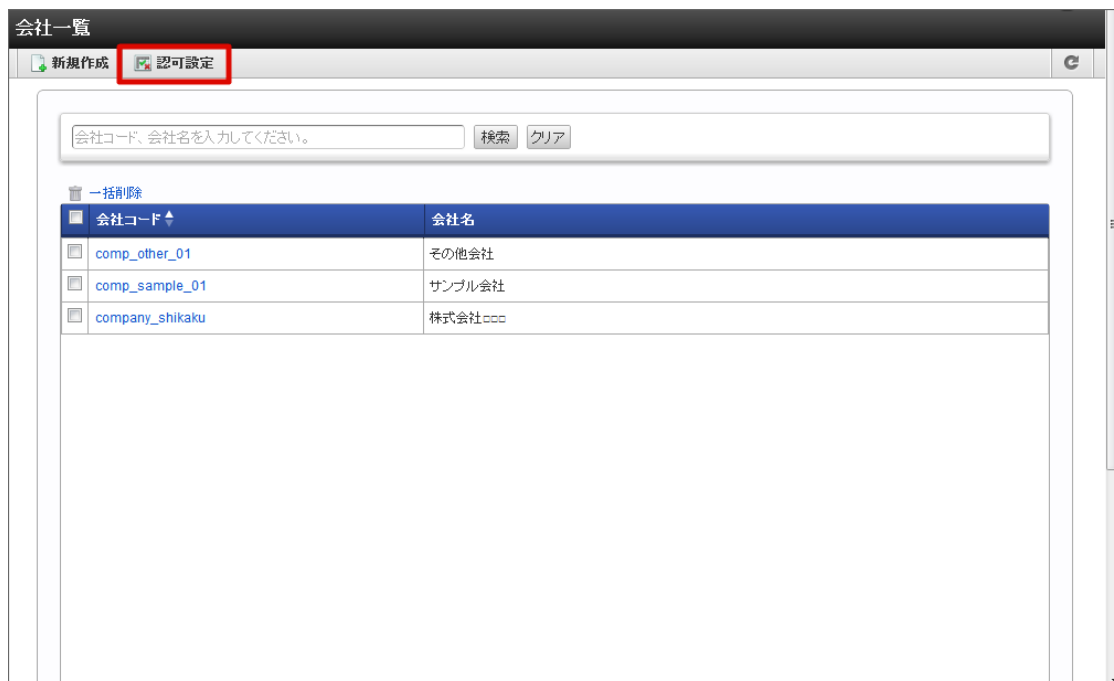 会社一覧
新規作成 認可設定
会社コード、会社名を入力してください。 検索 クリア
一括削除
会社コード 会社名
comp_other_01 その他会社
comp_sample_01 サンプル会社
company_shikaku 株式会社□□□